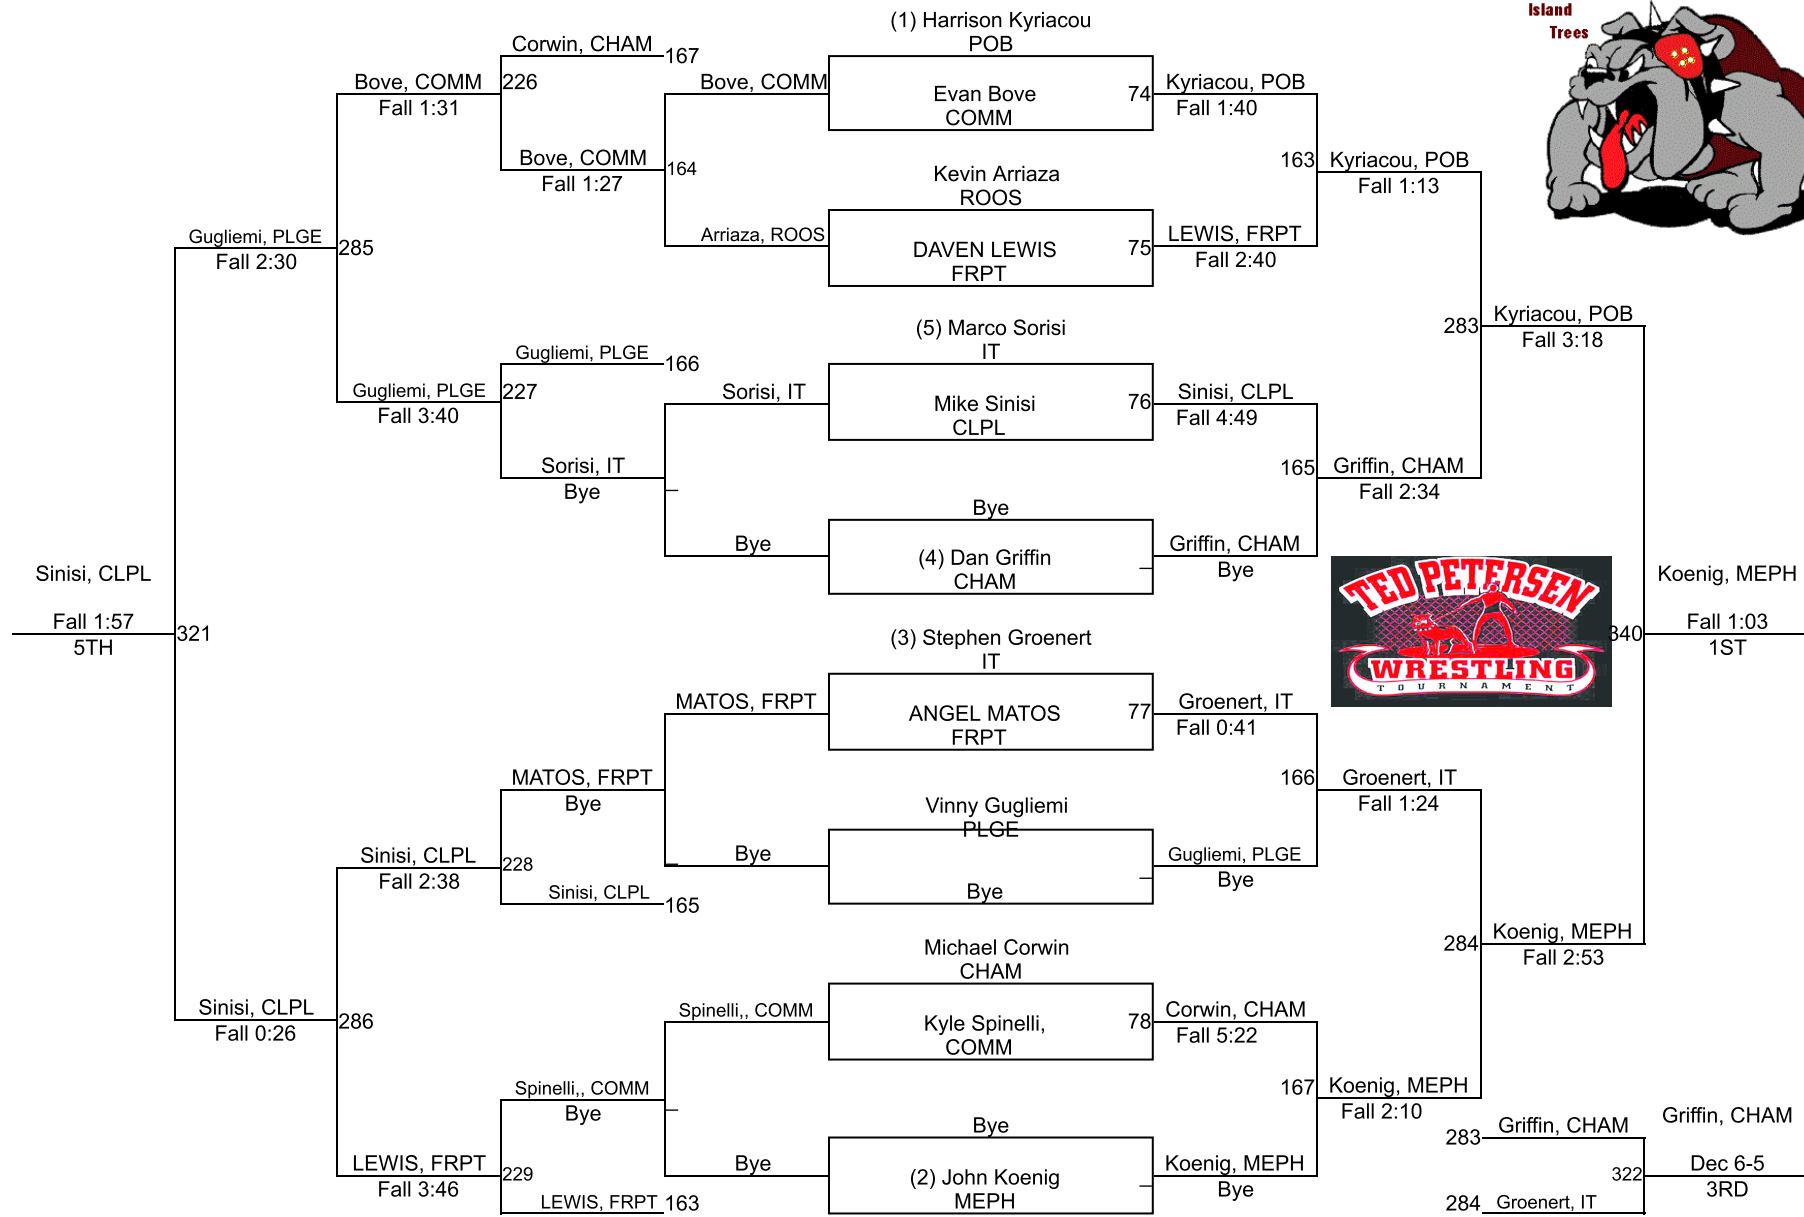 (1) Harrison Kyriacou
POB
Island
Trees
Corwin, CHAM
167
Bove, COMM
226
Fall 1:31
Bove, COMM
Evan Bove
COMM
74
Kyriacou, POB
Fall 1:40
Bove, COMM
Fall 1:27
164
Kevin Arriaza
ROOS
163
Kyriacou, POB
Fall 1:13
Gugliemi, PLGE
Fall 2:30
285
Arriaza, ROOS
DAVEN LEWIS
FRPT
75
LEWIS, FRPT
Fall 2:40
(5) Marco Sorisi
IT
283
Kyriacou, POB
Fall 3:18
Gugliemi, PLGE
166
Gugliemi, PLGE
227
Fall 3:40
Sorisi, IT
Mike Sinisi
CLPL
76
Sinisi, CLPL
Fall 4:49
Sorisi, IT
Bye
165
Griffin, CHAM
Fall 2:34
Bye
Bye
(4) Dan Griffin
CHAM
Griffin, CHAM
Bye
Sinisi, CLPL
Fall 1:57
5TH
321
TED PETERSEN
WRESTLING
TOURNAMENT
340
Koenig, MEPH
Fall 1:03
1ST
(3) Stephen Groenert
IT
MATOS, FRPT
ANGEL MATOS
FRPT
77
Groenert, IT
Fall 0:41
MATOS, FRPT
Bye
166
Groenert, IT
Fall 1:24
Vinny Gugliemi
PLGE
Sinisi, CLPL
Fall 2:38
228
Bye
Bye
Gugliemi, PLGE
Bye
Sinisi, CLPL
165
284
Koenig, MEPH
Fall 2:53
Michael Corwin
CHAM
Sinisi, CLPL
Fall 0:26
286
Spinelli,, COMM
Kyle Spinelli,
COMM
78
Corwin, CHAM
Fall 5:22
Spinelli,, COMM
Bye
167
Koenig, MEPH
Fall 2:10
Bye
283
Griffin, CHAM
Griffin, CHAM
LEWIS, FRPT
Fall 3:46
229
Bye
(2) John Koenig
MEPH
Koenig, MEPH
Bye
322
Dec 6-5
3RD
LEWIS, FRPT
163
284
Groenert, IT